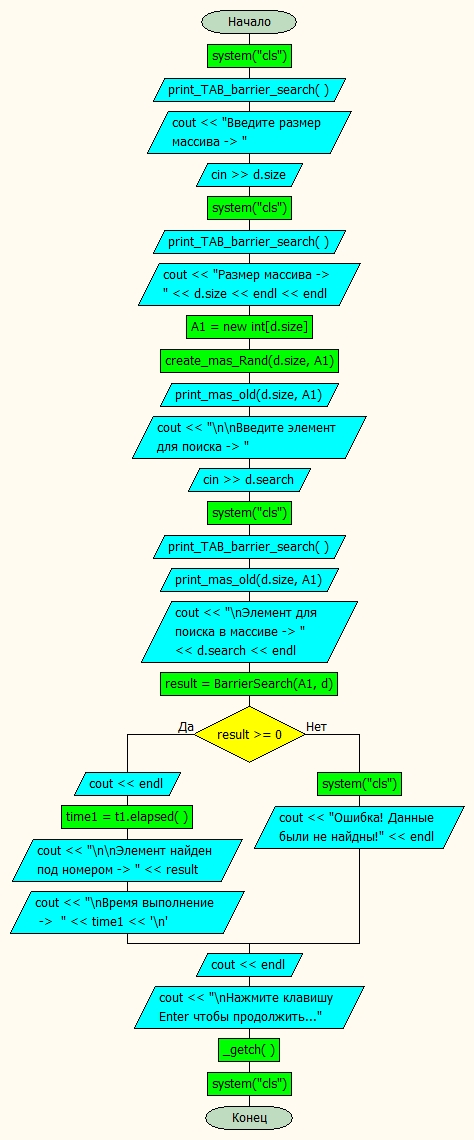 Начало
system("cls")
print_TAB_barrier_search( )
cout << "Введите размер
массива -> "
cin >> d.size
system("cls")
print_TAB_barrier_search( )
cout << "Размер массива ->
" << d.size << endl << endl
A1 = new int[d.size]
create_mas_Rand(d.size, A1)
print_mas_old(d.size, A1)
cout << "\n\nВведите элемент
для поиска -> "
cin >> d.search
system("cls")
print_TAB_barrier_search( )
print_mas_old(d.size, A1)
cout << "\nЭлемент для
поиска в массиве -> "
<< d.search << endl
result = BarrierSearch(A1, d)
result >= 0
Да
Нет
cout << endl
time1 = t1.elapsed( )
cout << "\n\nЭлемент найден
под номером -> " << result
cout << "\nВремя выполнение
->  " << time1 << '\n'
system("cls")
cout << "Ошибка! Данные
были не найдны!" << endl
cout << endl
cout << "\nНажмите клавишу
Enter чтобы продолжить..."
_getch( )
system("cls")
Конец